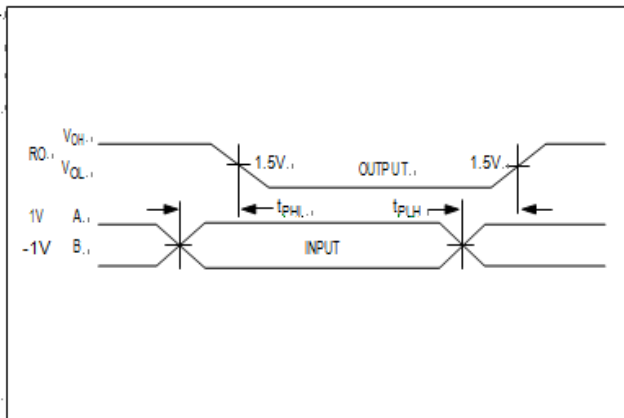 VOH.,
RO.,
VOL.,
1.5V.,
OUTPUT.,
1.5V.,
tPHL.,
tPLH
1V A.,
-1V B.,
INPUT